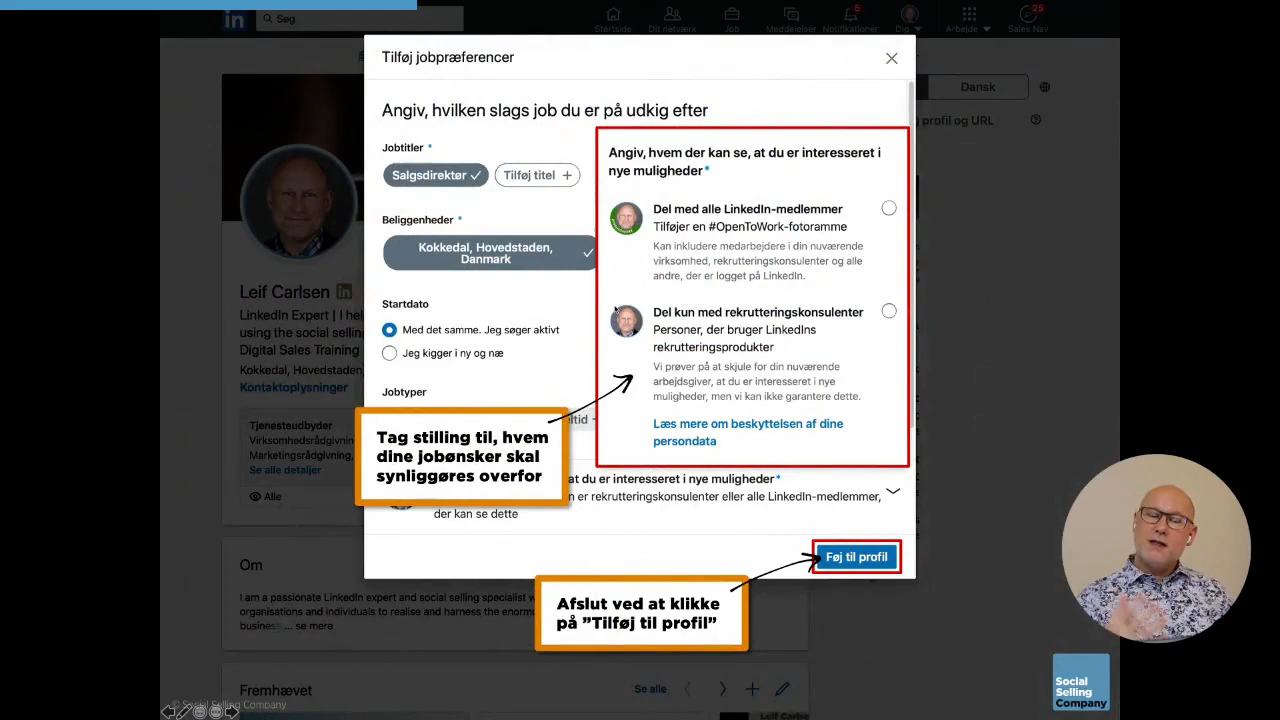 Søg
Startside
Dit netværk
Job
Meddelelser
5
Notifikationer
Dig
Arbejde
25
Sales Nav
Tilføj jobpræferencer
Angiv, hvilken slags job du er på udkig efter
Jobtitler *
Salgsdirektør
Tilføj titel +
Beliggenheder *
Kokkedal, Hovedstaden,
Danmark
Startdato
Med det samme. Jeg søger aktivt
Jeg kigger i ny og næ
Jobtyper
Angiv, hvem der kan se, at du er interesseret i
nye muligheder *
Del med alle LinkedIn-medlemmer
Tilføjer en #OpenToWork-fotoramme
Kan inkludere medarbejdere i din nuværende
virksomhed, rekrutteringskonsulenter og alle
andre, der er logget på LinkedIn.
Del kun med rekrutteringskonsulenter
Personer, der bruger LinkedIns
rekrutteringsprodukter
Vi prøver på at skjule for din nuværende
arbejdsgiver, at du er interesseret i nye
muligheder, men vi kan ikke garantere dette.
Læs mere om beskyttelsen af dine
persondata
Tag stilling til, hvem
dine jobønsker skal
synliggøres overfor
at du er interesseret i nye muligheder *
er rekrutteringskonsulenter eller alle LinkedIn-medlemmer,
der kan se dette
Føj til profil
Afslut ved at klikke
på ”Tilføj til profil”
Dansk
profil og URL
Leif Carlsen in
LinkedIn Expert | I
using the social
Digital Sales Training
Kokkedal, Hovedstaden,
Kontaktoplysninger
Tjenesteudbyder
Se alle detaljer
Alle
Om
I am a passionate LinkedIn expert and social selling specialist
organisations and individuals to realise and harness the
... se mere
Fremhævet
Se alle
Leif
© Social Selling Company
Social
Selling
Company